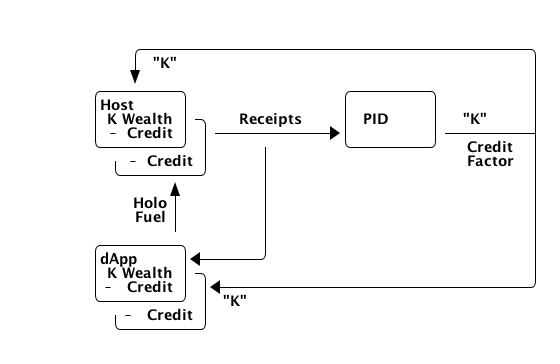 "K"
Host
K Wealth
- Credit
- Credit
Receipts
PID
"K"
Credit
Factor
Holo
Fuel
dApp
K Wealth
- Credit
- Credit
"K"